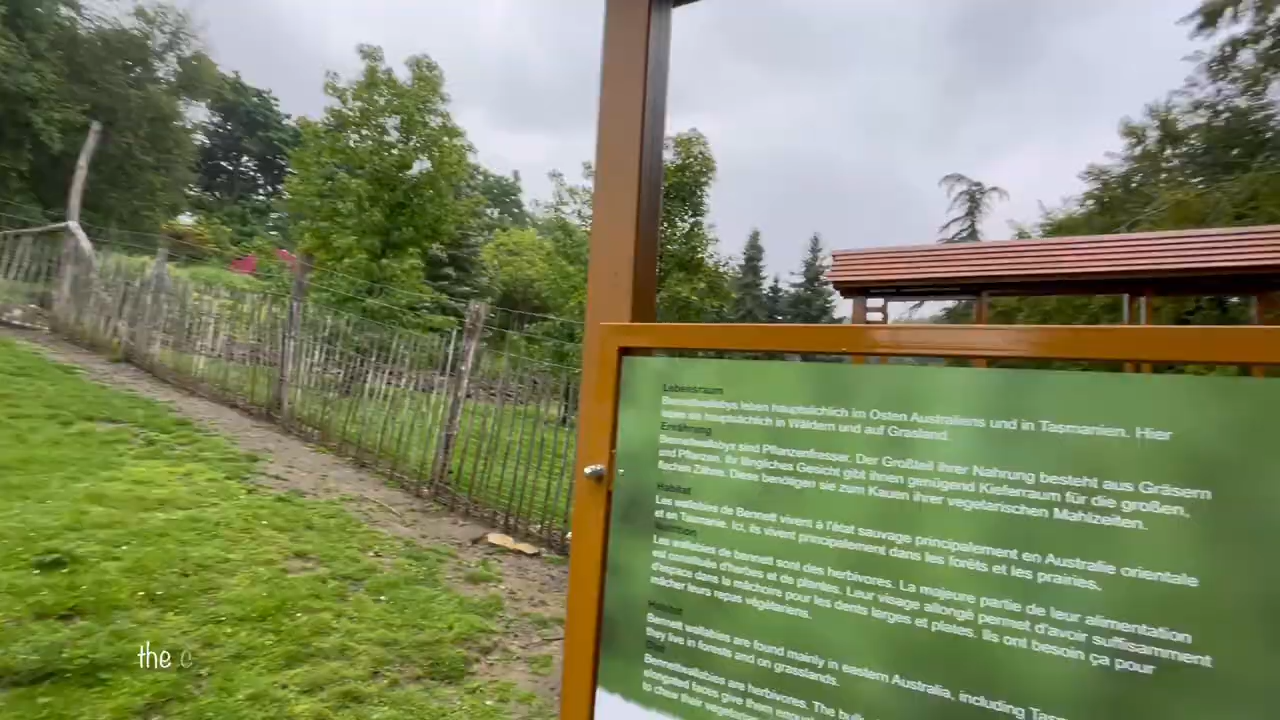 Lebensraum
Bennettwallabys leben hauptsächlich im Osten Australiens und in Tasmanien. Hier
leben sie hauptsächlich in Wäldern und auf Grasland.
Ernährung
Bennettwallabys sind Pflanzenfresser. Der Großteil ihrer Nahrung besteht aus Gräsern
und Pflanzen. Ihr längliches Gesicht gibt ihnen genügend Kieferraum für die großen,
flachen Zähne. Diese benötigen sie zum Kauen ihrer vegetarischen Mahlzeiten.
Habitat
Les wallabies de Bennett vivent à l'état sauvage principalement en Australie orientale
et en Tasmanie. Ici, ils vivent principalement dans les forêts et les prairies.
Les wallabies de bennett sont des herbivores. La majeure partie de leur alimentation
est constituée d'herbes et de plantes. Leur visage allongé permet d'avoir suffisamment
d'espace dans la mâchoire pour les dents larges et plates. Ils ont besoin ça pour
mâcher leurs repas végétariens.
Habitat
Bennett wallabies are found mainly in eastern Australia, including
they live in forests and on grasslands.
Diet
Bennettwallabies are herbivores. The
elongated faces give them
to chew their
the